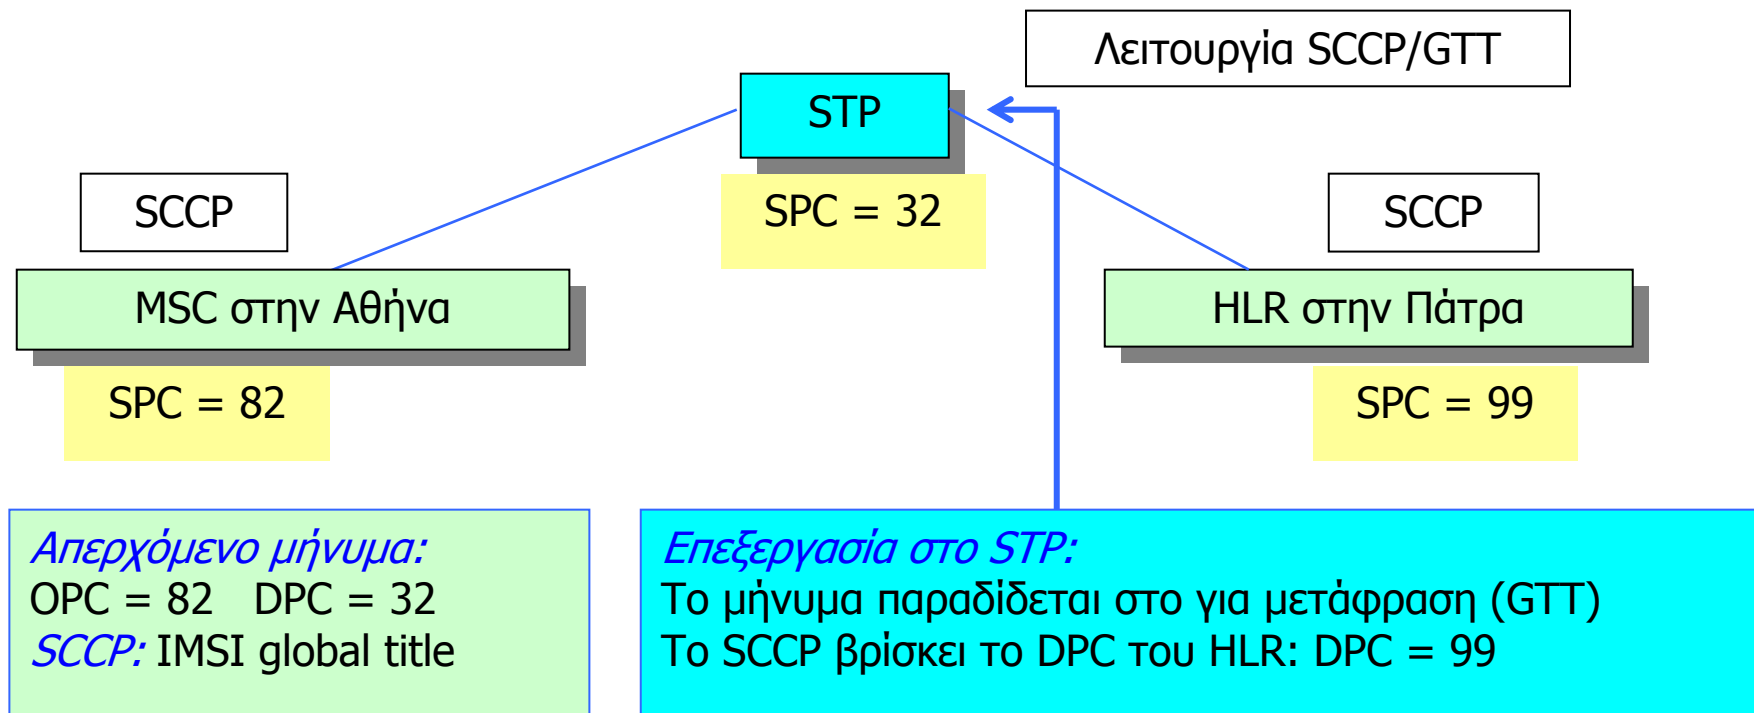 Λειτουργία SCCP/GTT
STP
SPC = 32
SCCP
MSC στην Αθήνα
SPC = 82
SCCP
HLR στην Πάτρα
SPC = 99
Απερχόμενο μήνυμα:
OPC = 82 DPC = 32
SCCP: IMSI global title
Επεξεργασία στο STP:
Το μήνυμα παραδίδεται στο για μετάφραση (GTT)
Το SCCP βρίσκει το DPC του HLR: DPC = 99